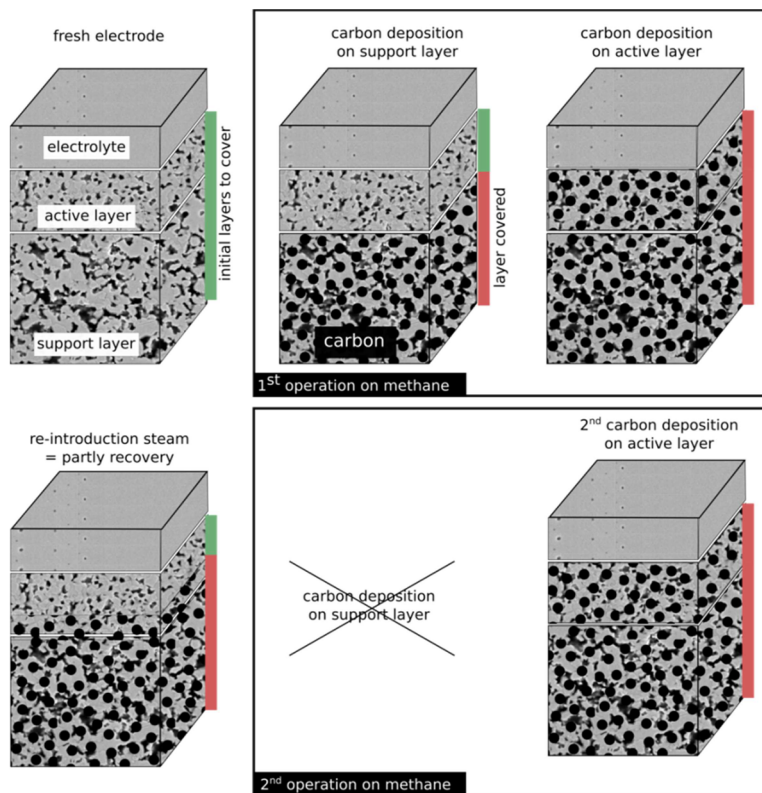 fresh electrode
carbon deposition
on support layer
carbon deposition
on active layer
electrolyte
active layer
support layer
initial layers to cover
carbon
layer covered
1st operation on methane
re-introduction steam
= partly recovery
carbon deposition
on support layer
2nd carbon deposition
on active layer
2nd operation on methane